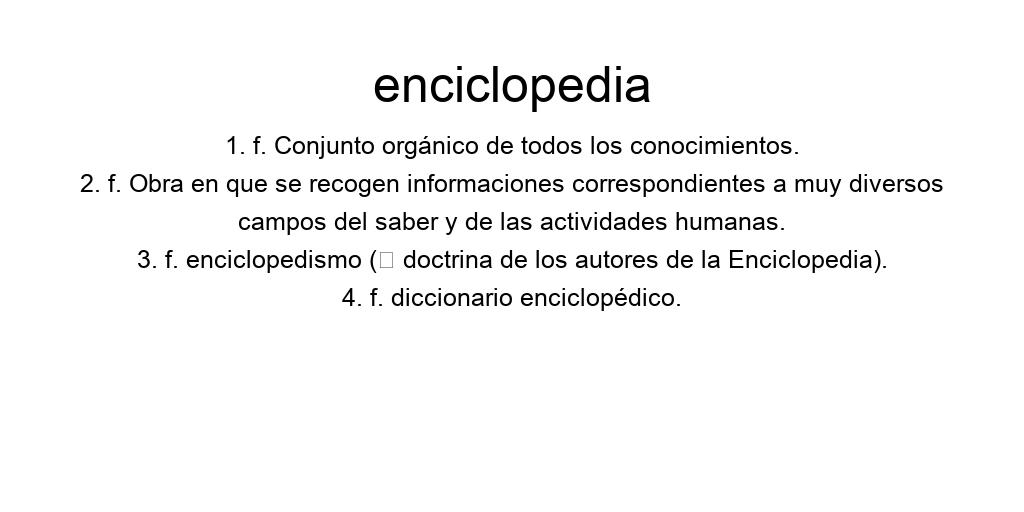 enciclopedia
1. f. Conjunto orgánico de todos los conocimientos.
2. f. Obra en que se recogen informaciones correspondientes a muy diversos
campos del saber y de las actividades humanas.
3. f. enciclopedismo (□ doctrina de los autores de la Enciclopedia).
4. f. diccionario enciclopédico.